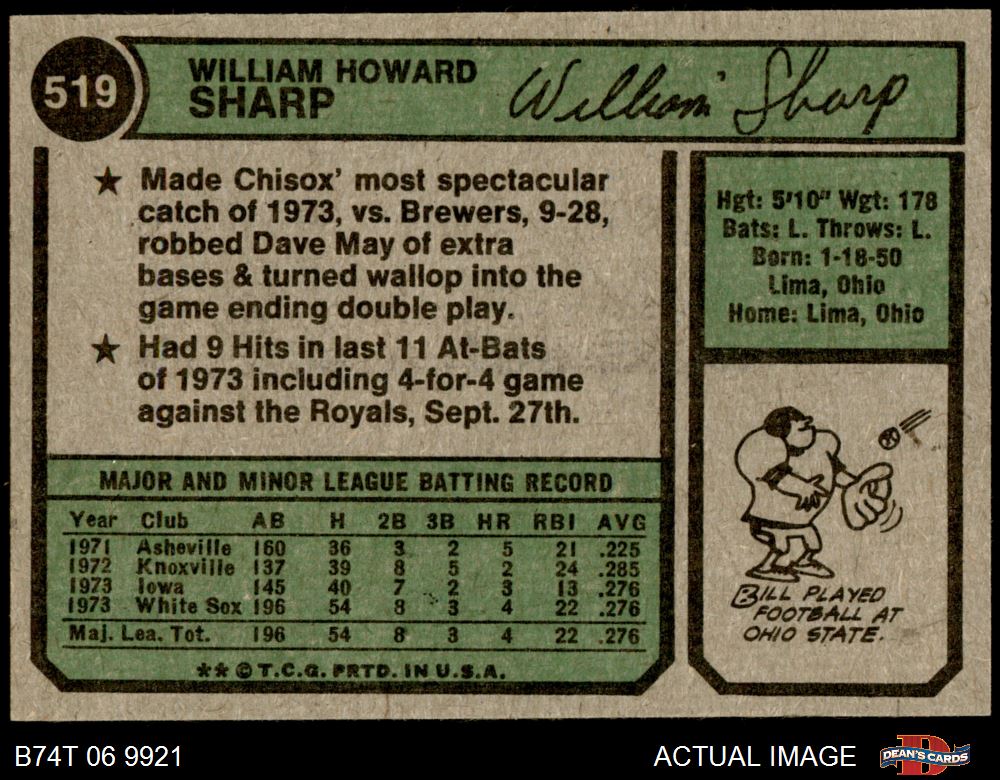 519
WILLIAM HOWARD
SHARP
William Sharp
★ Made Chisox' most spectacular
catch of 1973, vs. Brewers, 9-28,
robbed Dave May of extra
bases & turned wallop into the
game ending double play.
★ Had 9 Hits in last 11 At-Bats
of 1973 including 4-for-4 game
against the Royals, Sept. 27th.
Hgt: 5'10" Wgt: 178
Bats: L. Throws: L.
Born: 1-18-50
Lima, Ohio
Home: Lima, Ohio
MAJOR AND MINOR LEAGUE BATTING RECORD
Year Club AB H 2B 3B HR RBI AVG
1971 Asheville 160 36 3 2 5 21 .225
1972 Knoxville 137 39 8 5 2 24 .285
1973 Iowa 145 40 7 2 3 13 .276
1973 White Sox 196 54 8 3 4 22 .276
Maj. Lea. Tot. 196 54 8 3 4 22 .276
**©T.C.G. PRTD. IN U.S.A.
BILL PLAYED
FOOTBALL AT
OHIO STATE.
B74T 06 9921
ACTUAL IMAGE
D
DEAN'S CARDS